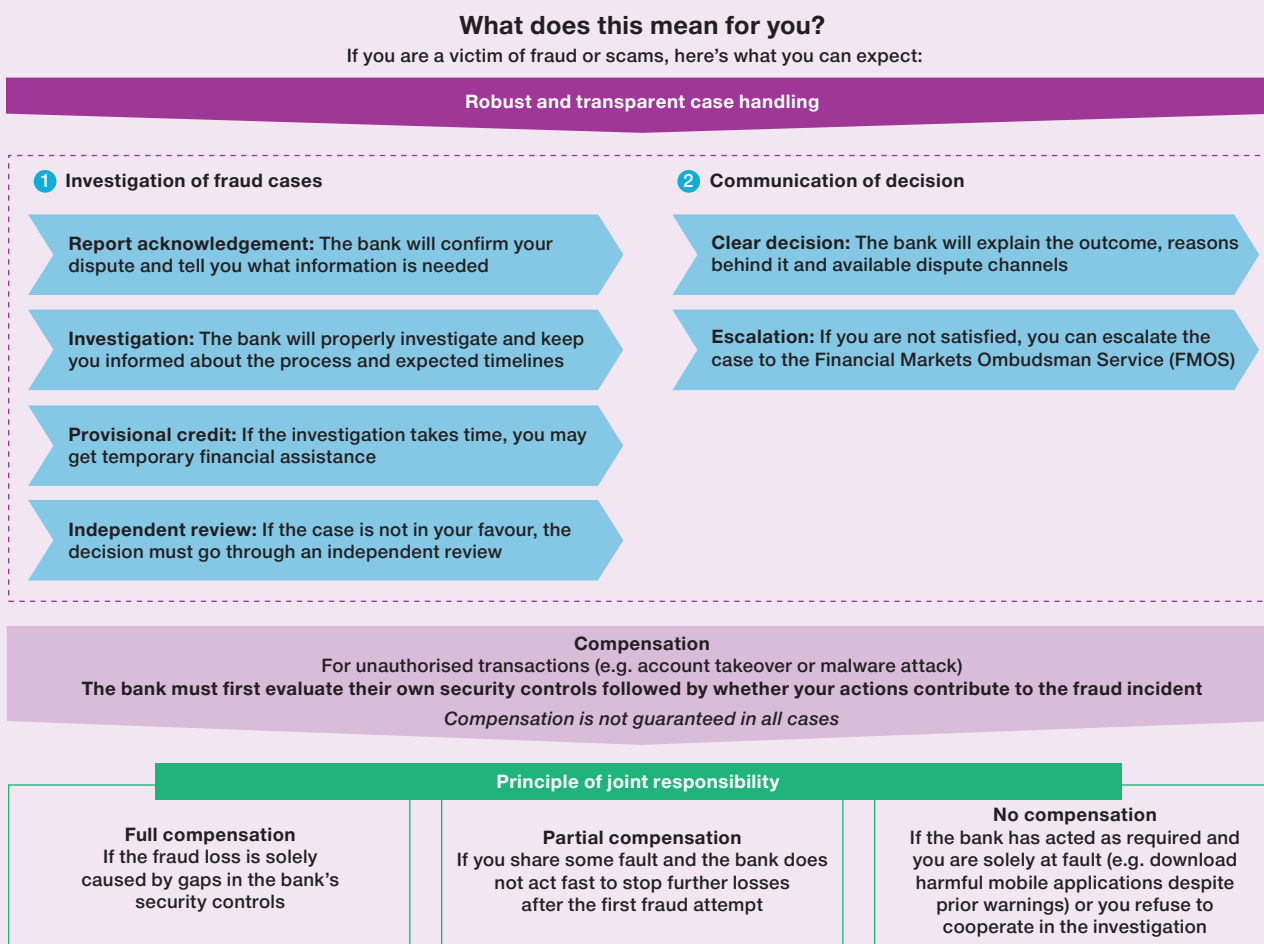 What does this mean for you?
If you are a victim of fraud or scams, here's what you can expect:
Robust and transparent case handling
1 Investigation of fraud cases
Report acknowledgement: The bank will confirm your
dispute and tell you what information is needed
Investigation: The bank will properly investigate and keep
you informed about the process and expected timelines
Provisional credit: If the investigation takes time, you may
get temporary financial assistance
Independent review: If the case is not in your favour, the
decision must go through an independent review
2 Communication of decision
Clear decision: The bank will explain the outcome, reasons
behind it and available dispute channels
Escalation: If you are not satisfied, you can escalate the
case to the Financial Markets Ombudsman Service (FMOS)
Compensation
For unauthorised transactions (e.g. account takeover or malware attack)
The bank must first evaluate their own security controls followed by whether your actions contribute to the fraud incident
Compensation is not guaranteed in all cases
Principle of joint responsibility
Full compensation
If the fraud loss is solely
caused by gaps in the bank's
security controls
Partial compensation
If you share some fault and the bank does
not act fast to stop further losses
after the first fraud attempt
No compensation
If the bank has acted as required and
you are solely at fault (e.g. download
harmful mobile applications despite
prior warnings) or you refuse to
cooperate in the investigation